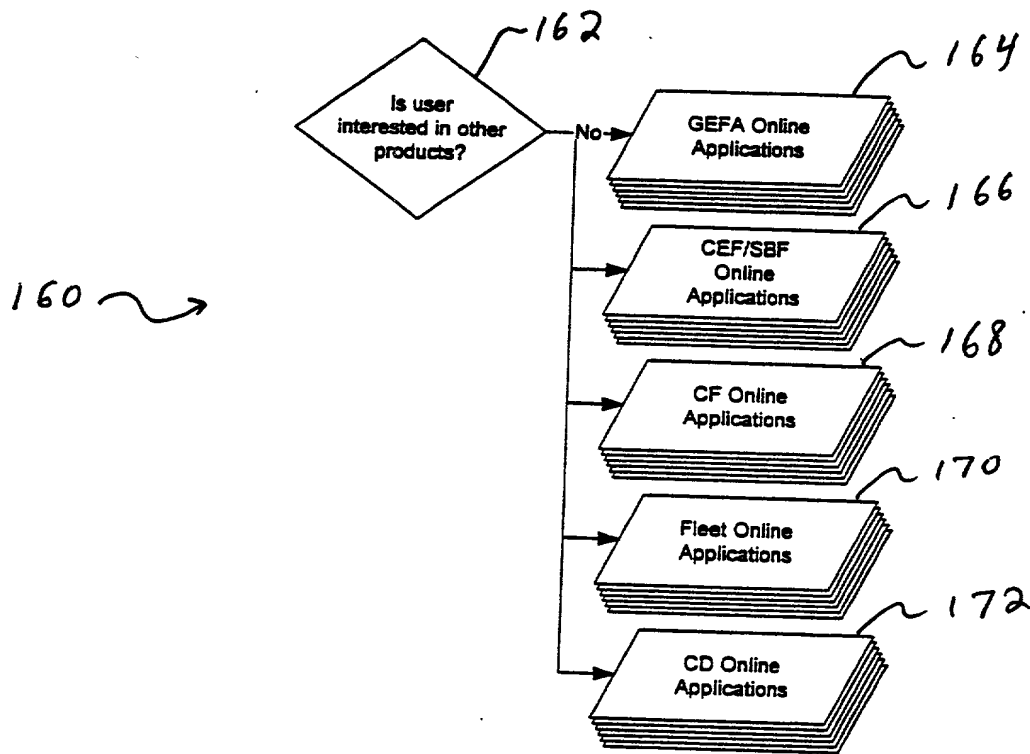 162
Is user
interested in other
products?
No
164
GEFA Online
Applications
166
CEF/SBF
Online
Applications
160
168
CF Online
Applications
170
Fleet Online
Applications
172
CD Online
Applications